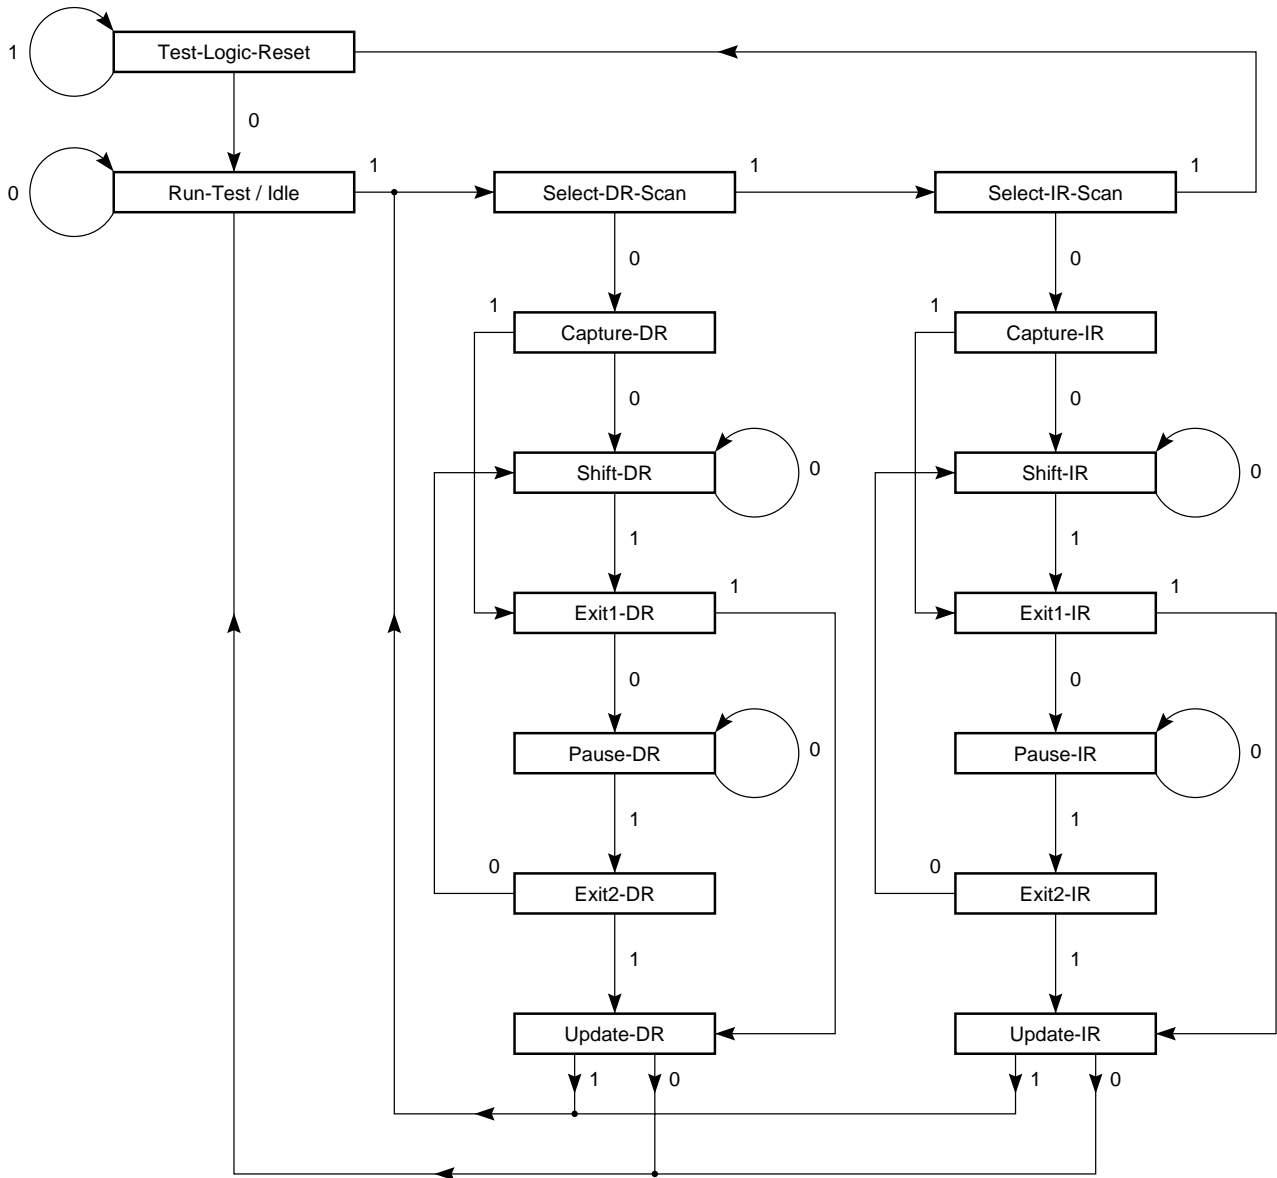 Test-Logic-Reset
1
0
Run-Test / Idle
0
1
Select-DR-Scan
1
Select-IR-Scan
1
0
0
1
Capture-DR
1
Capture-IR
0
0
Shift-DR
0
Shift-IR
0
1
1
Exit1-DR
1
Exit1-IR
1
0
0
Pause-DR
0
Pause-IR
0
1
1
0
Exit2-DR
0
Exit2-IR
1
1
Update-DR
Update-IR
1
0
1
0